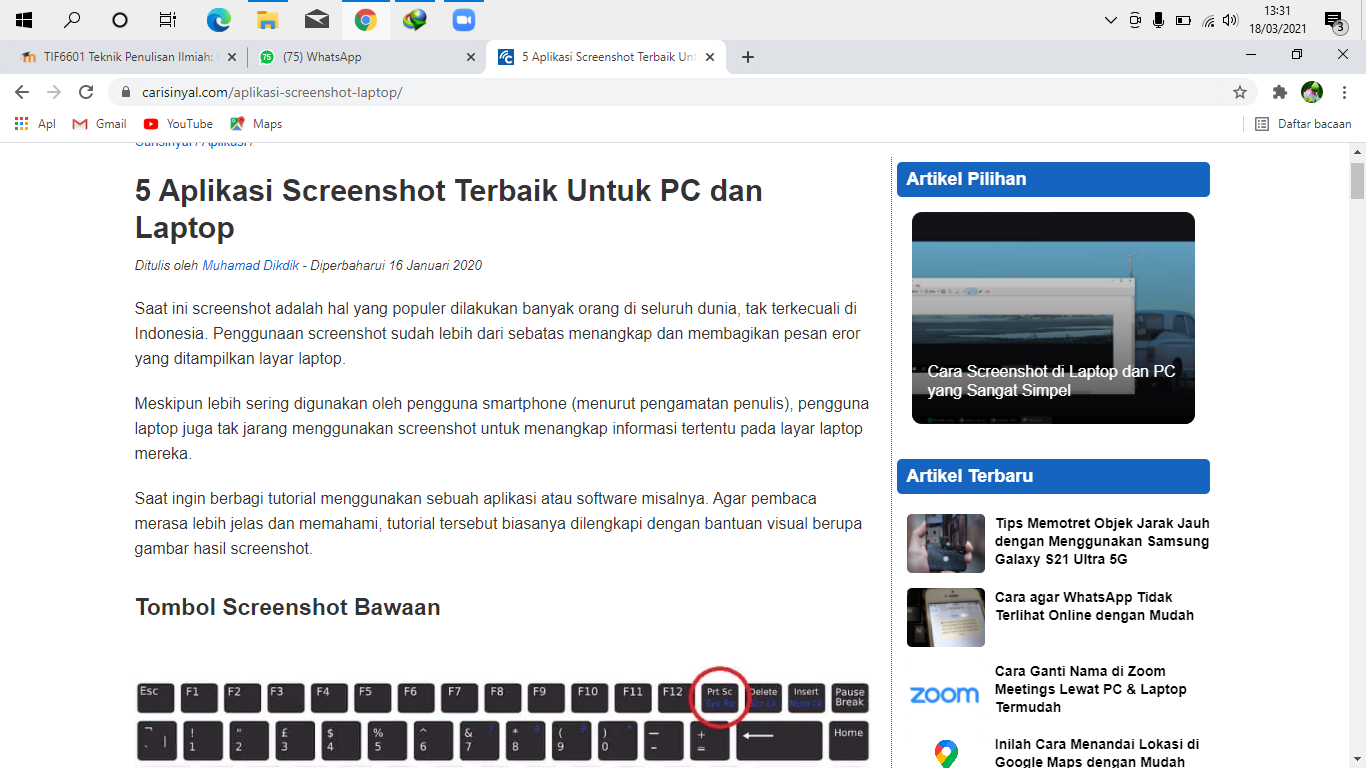 13:31
18/03/2021
3
TIF6601 Teknik Penulisan Ilmiah:
75
(75) WhatsApp
5 Aplikasi Screenshot Terbaik Unt
carisinyal.com/aplikasi-screenshot-laptop/
Apl
Gmail
YouTube
Maps
Daftar bacaan
Carisinyal / Aplikasi /
5 Aplikasi Screenshot Terbaik Untuk PC dan
Laptop
Ditulis oleh Muhamad Dikdik - Diperbaharui 16 Januari 2020
Saat ini screenshot adalah hal yang populer dilakukan banyak orang di seluruh dunia, tak terkecuali di
Indonesia. Penggunaan screenshot sudah lebih dari sebatas menangkap dan membagikan pesan eror
yang ditampilkan layar laptop.
Meskipun lebih sering digunakan oleh pengguna smartphone (menurut pengamatan penulis), pengguna
laptop juga tak jarang menggunakan screenshot untuk menangkap informasi tertentu pada layar laptop
mereka.
Saat ingin berbagi tutorial menggunakan sebuah aplikasi atau software misalnya. Agar pembaca
merasa lebih jelas dan memahami, tutorial tersebut biasanya dilengkapi dengan bantuan visual berupa
gambar hasil screenshot.
Tombol Screenshot Bawaan
Esc F1 F2 F3 F4 F5 F6 F7 F8 F9 F10 F11 F12 Prt Sc Delete Insert Pause
Sys Rq Scr Lk Num Lk Break
¬ ! " £ $ % ^ & * ( ) — +
| 1 2 3 4 5 6 7 8 9 0 - = Home
Artikel Pilihan
Cara Screenshot di Laptop dan PC
yang Sangat Simpel
Artikel Terbaru
Tips Memotret Objek Jarak Jauh
dengan Menggunakan Samsung
Galaxy S21 Ultra 5G
Cara agar WhatsApp Tidak
Terlihat Online dengan Mudah
zoom
Cara Ganti Nama di Zoom
Meetings Lewat PC & Laptop
Termudah
Inilah Cara Menandai Lokasi di
Google Maps dengan Mudah